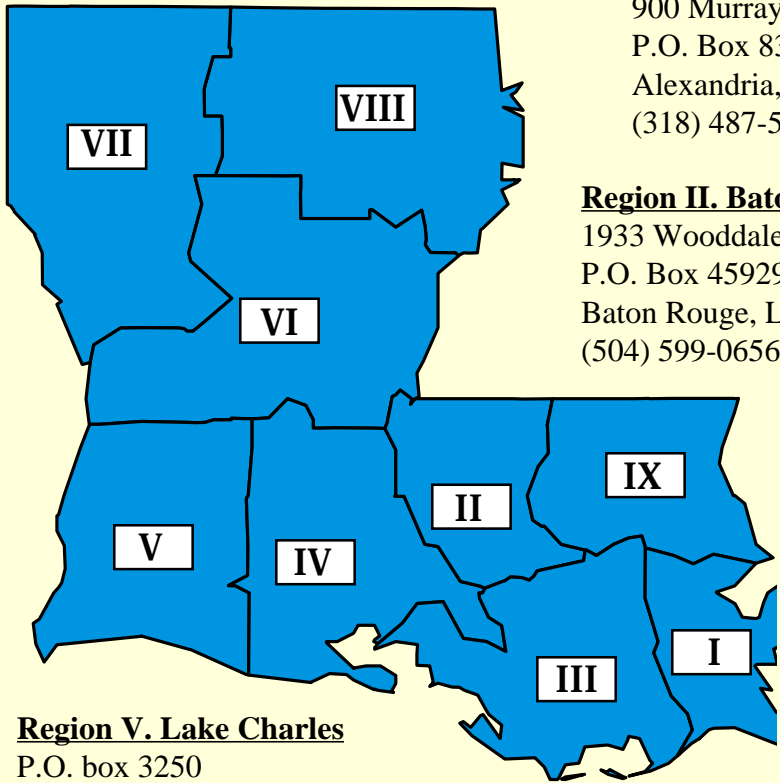 900 Murray
P.O. Box 83
Alexandria,
(318) 487-5
Region II. Bato
1933 Wooddale
P.O. Box 45929
Baton Rouge, L
(504) 599-0656
VII
VIII
VI
IX
II
V
IV
I
III
Region V. Lake Charles
P.O. box 3250